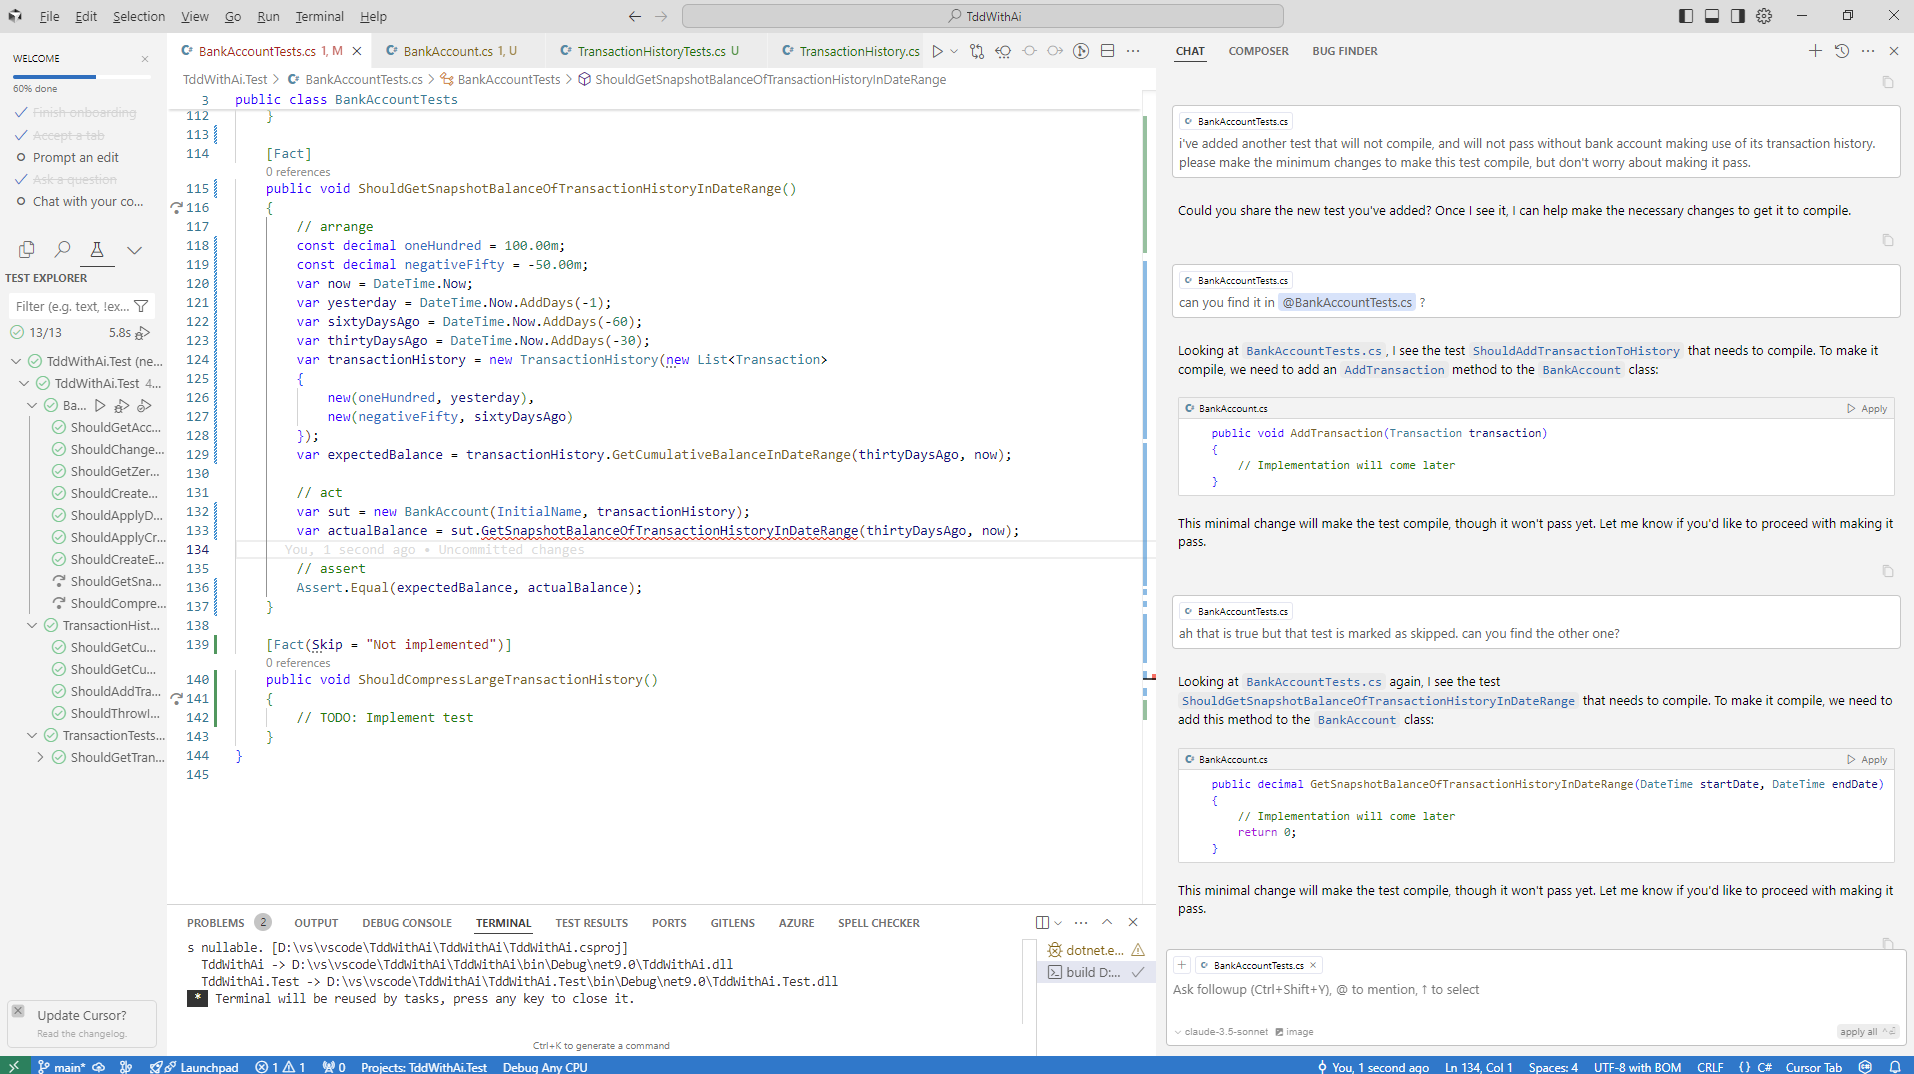 File Edit Selection View Go Run Terminal Help
TddWithAi
WELCOME
60% done
Finish onboarding
Accept a tab
Prompt an edit
Ask a question
Chat with your co...
TEST EXPLORER
Filter (e.g. text, !ex...
13/13 5.8s
TddWithAi.Test (ne...
TddWithAi.Test 4...
Ba...
ShouldGetAcc...
ShouldChange...
ShouldGetZer...
ShouldCreate...
ShouldApplyD...
ShouldApplyCr...
ShouldCreateE...
ShouldGetSna...
ShouldCompre...
TransactionHist...
ShouldGetCu...
ShouldGetCu...
ShouldAddTra...
ShouldThrowI...
TransactionTests...
ShouldGetTran...
Update Cursor?
Read the changelog.
BankAccountTests.cs 1, M
BankAccount.cs 1, U
TransactionHistoryTests.cs U
TransactionHistory.cs
TddWithAi.Test > BankAccountTests.cs > BankAccountTests > ShouldGetSnapshotBalanceOfTransactionHistoryInDateRange
3 public class BankAccountTests
112 }
113
114 [Fact]
0 references
115 public void ShouldGetSnapshotBalanceOfTransactionHistoryInDateRange()
116 {
117 // arrange
118 const decimal oneHundred = 100.00m;
119 const decimal negativeFifty = -50.00m;
120 var now = DateTime.Now;
121 var yesterday = DateTime.Now.AddDays(-1);
122 var sixtyDaysAgo = DateTime.Now.AddDays(-60);
123 var thirtyDaysAgo = DateTime.Now.AddDays(-30);
124 var transactionHistory = new TransactionHistory(new List<Transaction>
125 {
126 new(oneHundred, yesterday),
127 new(negativeFifty, sixtyDaysAgo)
128 });
129 var expectedBalance = transactionHistory.GetCumulativeBalanceInDateRange(thirtyDaysAgo, now);
130
131 // act
132 var sut = new BankAccount(InitialName, transactionHistory);
133 var actualBalance = sut.GetSnapshotBalanceOfTransactionHistoryInDateRange(thirtyDaysAgo, now);
134 You, 1 second ago • Uncommitted changes
135 // assert
136 Assert.Equal(expectedBalance, actualBalance);
137 }
138
139 [Fact(Skip = "Not implemented")]
0 references
140 public void ShouldCompressLargeTransactionHistory()
141 {
142 // TODO: Implement test
143 }
144 }
145
PROBLEMS 2 OUTPUT DEBUG CONSOLE TERMINAL TEST RESULTS PORTS GITLENS AZURE SPELL CHECKER
s nullable. [D:\vs\vscode\TddWithAi\TddWithAi\TddWithAi.csproj]
TddWithAi -> D:\vs\vscode\TddWithAi\TddWithAi\bin\Debug\net9.0\TddWithAi.dll
TddWithAi.Test -> D:\vs\vscode\TddWithAi\TddWithAi.Test\bin\Debug\net9.0\TddWithAi.Test.dll
* Terminal will be reused by tasks, press any key to close it.
Ctrl+K to generate a command
dotnet.e...
build D:...
CHAT COMPOSER BUG FINDER
BankAccountTests.cs
i've added another test that will not compile, and will not pass without bank account making use of its transaction history.
please make the minimum changes to make this test compile, but don't worry about making it pass.
Could you share the new test you've added? Once I see it, I can help make the necessary changes to get it to compile.
BankAccountTests.cs
can you find it in @BankAccountTests.cs ?
Looking at BankAccountTests.cs, I see the test ShouldAddTransactionToHistory that needs to compile. To make it
compile, we need to add an AddTransaction method to the BankAccount class:
BankAccount.cs Apply
public void AddTransaction(Transaction transaction)
{
// Implementation will come later
}
This minimal change will make the test compile, though it won't pass yet. Let me know if you'd like to proceed with making it
pass.
BankAccountTests.cs
ah that is true but that test is marked as skipped. can you find the other one?
Looking at BankAccountTests.cs again, I see the test
ShouldGetSnapshotBalanceOfTransactionHistoryInDateRange that needs to compile. To make it compile, we need to
add this method to the BankAccount class:
BankAccount.cs Apply
public decimal GetSnapshotBalanceOfTransactionHistoryInDateRange(DateTime startDate, DateTime endDate)
{
// Implementation will come later
return 0;
}
This minimal change will make the test compile, though it won't pass yet. Let me know if you'd like to proceed with making it
pass.
BankAccountTests.cs
Ask followup (Ctrl+Shift+Y), @ to mention, ↑ to select
claude-3.5-sonnet image apply all
main* Launchpad 1 1 0 Projects: TddWithAi.Test Debug Any CPU You, 1 second ago Ln 134, Col 1 Spaces: 4 UTF-8 with BOM CRLF {} C# Cursor Tab